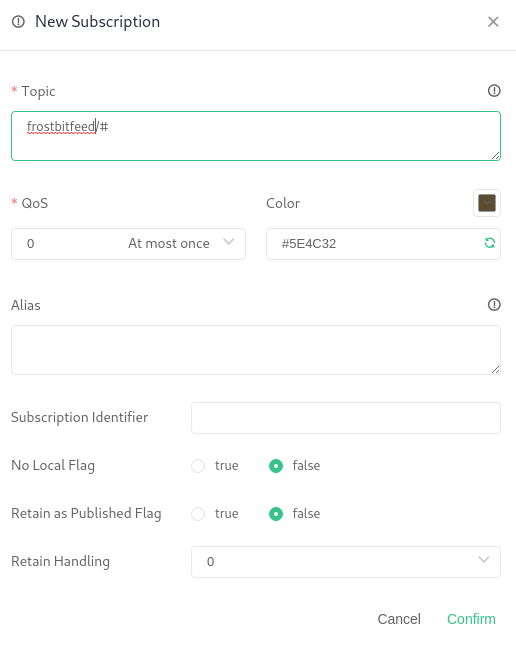 New Subscription
* Topic
frostbitfeed/#
* QoS
Color
0 At most once
#5E4C32
Alias
Subscription Identifier
No Local Flag
true
false
Retain as Published Flag
true
false
Retain Handling
0
Cancel
Confirm